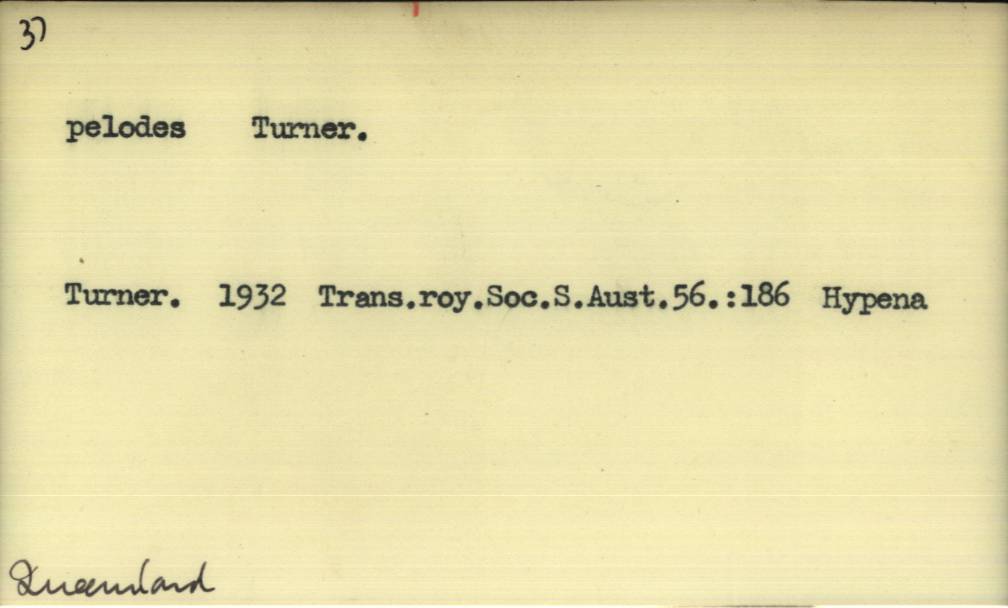 37
pelodes Turner.
Turner. 1932 Trans.roy.Soc.S.Aust.56.:186 Hypena
Queensland